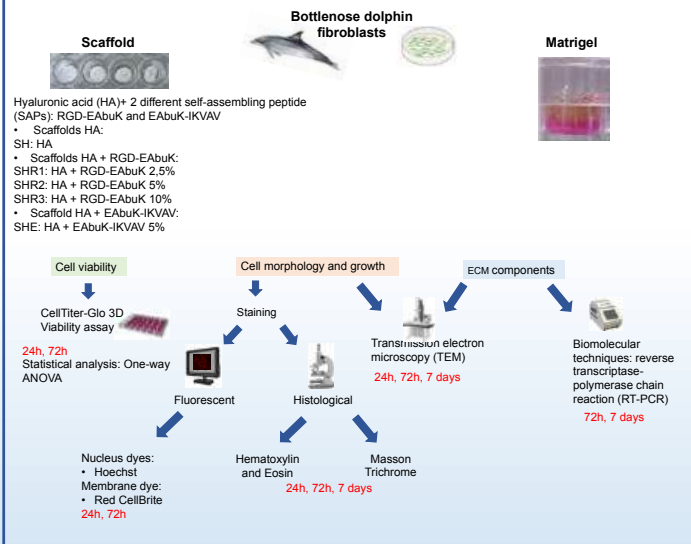 Bottlenose dolphin
fibroblasts
Scaffold
Matrigel
Hyaluronic acid (HA)+ 2 different self-assembling peptide
(SAPs): RGD-EAbuK and EAbuK-IKVAV
• Scaffolds HA:
SH: HA
• Scaffolds HA + RGD-EAbuK:
SHR1: HA + RGD-EAbuK 2,5%
SHR2: HA + RGD-EAbuK 5%
SHR3: HA + RGD-EAbuK 10%
• Scaffold HA + EAbuK-IKVAV:
SHE: HA + EAbuK-IKVAV 5%
Cell viability
CellTiter-Glo 3D
Viability assay
24h, 72h
Statistical analysis: One-way
ANOVA
Cell morphology and growth
Staining
Fluorescent
Nucleus dyes:
• Hoechst
Membrane dye:
• Red CellBrite
24h, 72h
Histological
Hematoxylin
and Eosin
Masson
Trichrome
24h, 72h, 7 days
ECM components
Transmission electron
microscopy (TEM)
24h, 72h, 7 days
Biomolecular
techniques: reverse
transcriptase-
polymerase chain
reaction (RT-PCR)
72h, 7 days